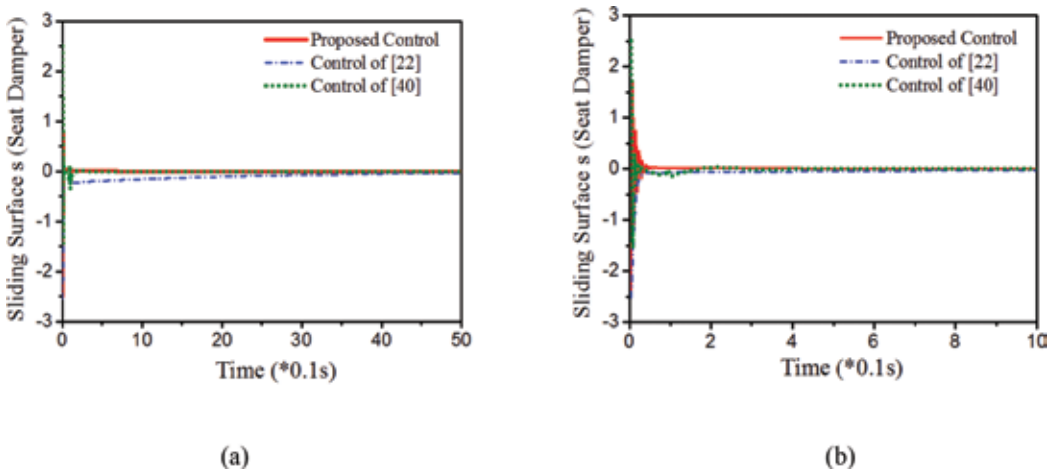 3
2
1
0
-1
-2
-3
Sliding Surface s (Seat Damper)
Proposed Control
Control of [22]
Control of [40]
0 10 20 30 40 50
Time (*0.1s)
(a)
3
2
1
0
-1
-2
-3
Sliding Surface s (Seat Damper)
Proposed Control
Control of [22]
Control of [40]
0 2 4 6 8 10
Time (*0.1s)
(b)